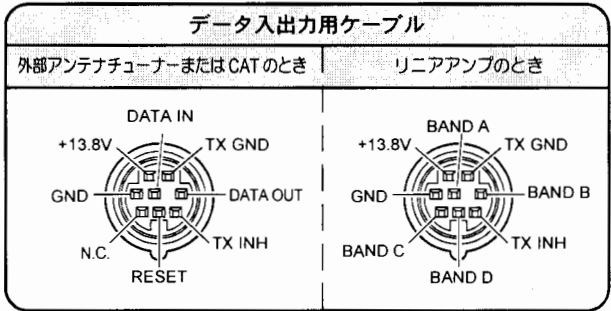 データ入出力用ケーブル
外部アンテナチューナーまたはCATのとき
リニアアンプのとき
DATA IN
+13.8V
TX GND
GND
DATA OUT
N.C.
TX INH
RESET
BAND A
+13.8V
TX GND
GND
BAND B
BAND C
TX INH
BAND D